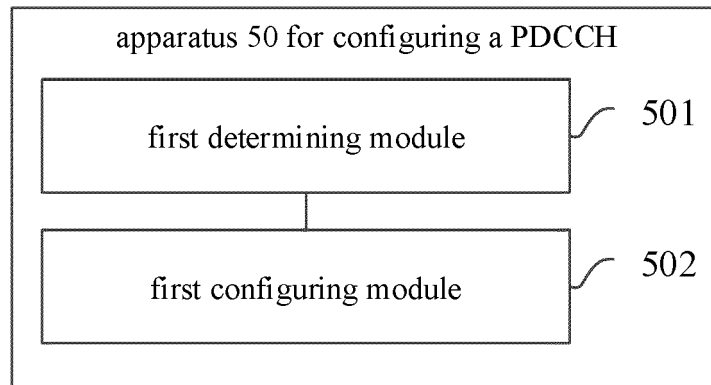 apparatus 50 for configuring a PDCCH
first determining module
501
first configuring module
502